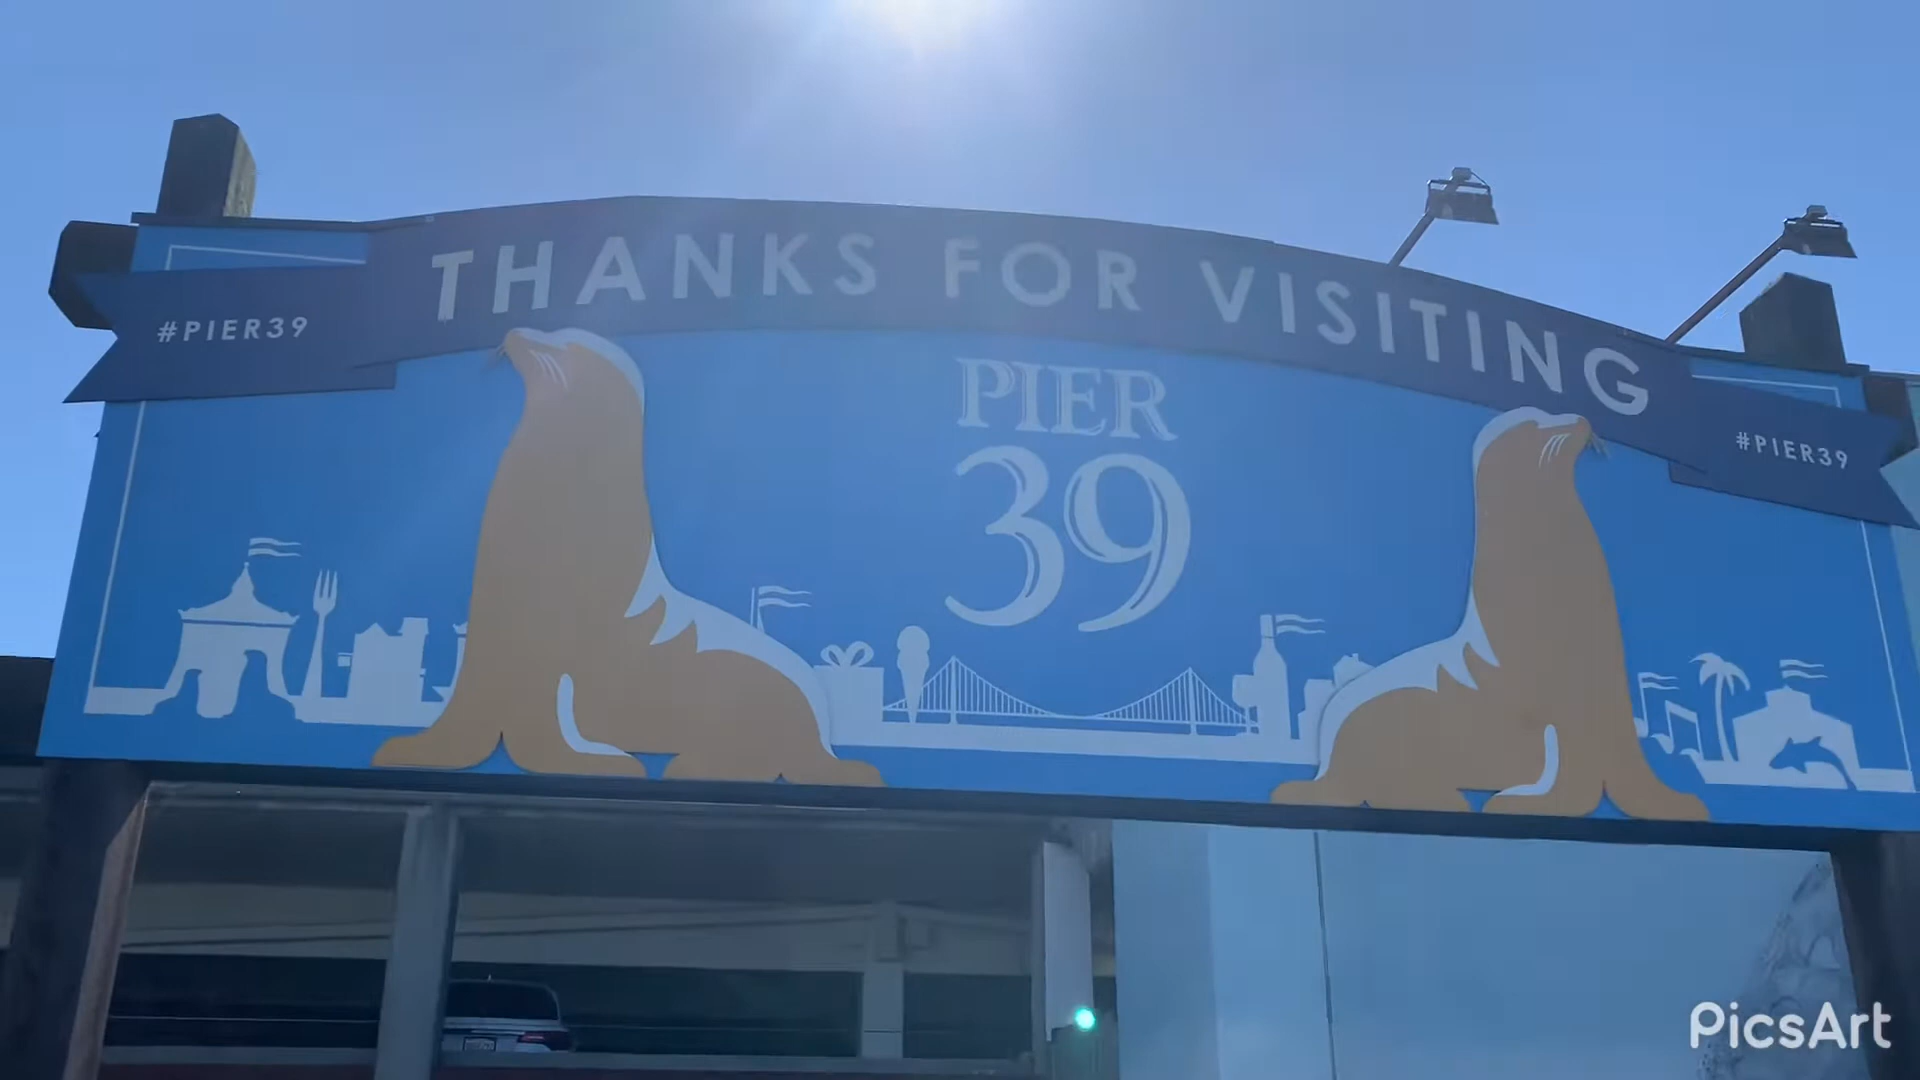 THANKS FOR VISITING
#PIER39
PIER
39
#PIER39
PicsArt